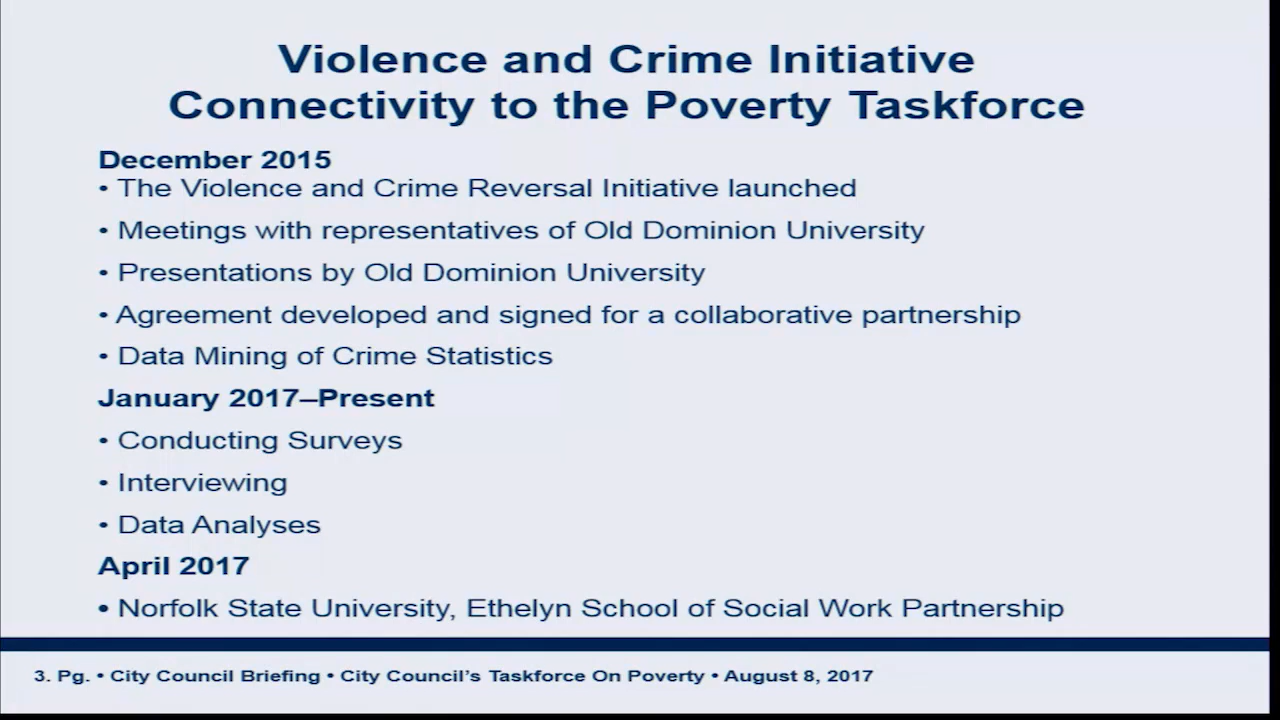 Violence and Crime Initiative
Connectivity to the Poverty Taskforce
December 2015
• The Violence and Crime Reversal Initiative launched
• Meetings with representatives of Old Dominion University
• Presentations by Old Dominion University
• Agreement developed and signed for a collaborative partnership
• Data Mining of Crime Statistics
January 2017–Present
• Conducting Surveys
• Interviewing
• Data Analyses
April 2017
• Norfolk State University, Ethelyn School of Social Work Partnership
3. Pg. • City Council Briefing • City Council’s Taskforce On Poverty • August 8, 2017